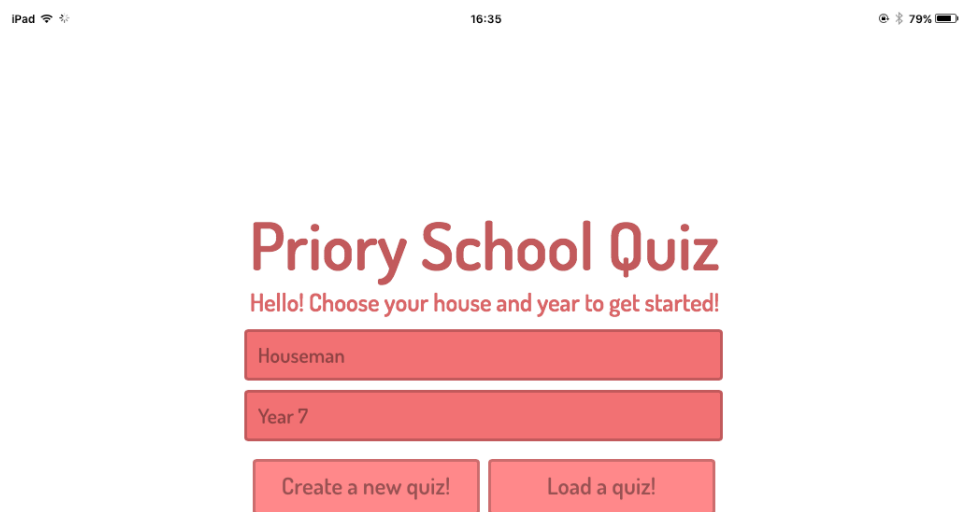 iPad 16:35 79%
Priory School Quiz
Hello! Choose your house and year to get started!
Houseman
Year 7
Create a new quiz! Load a quiz!